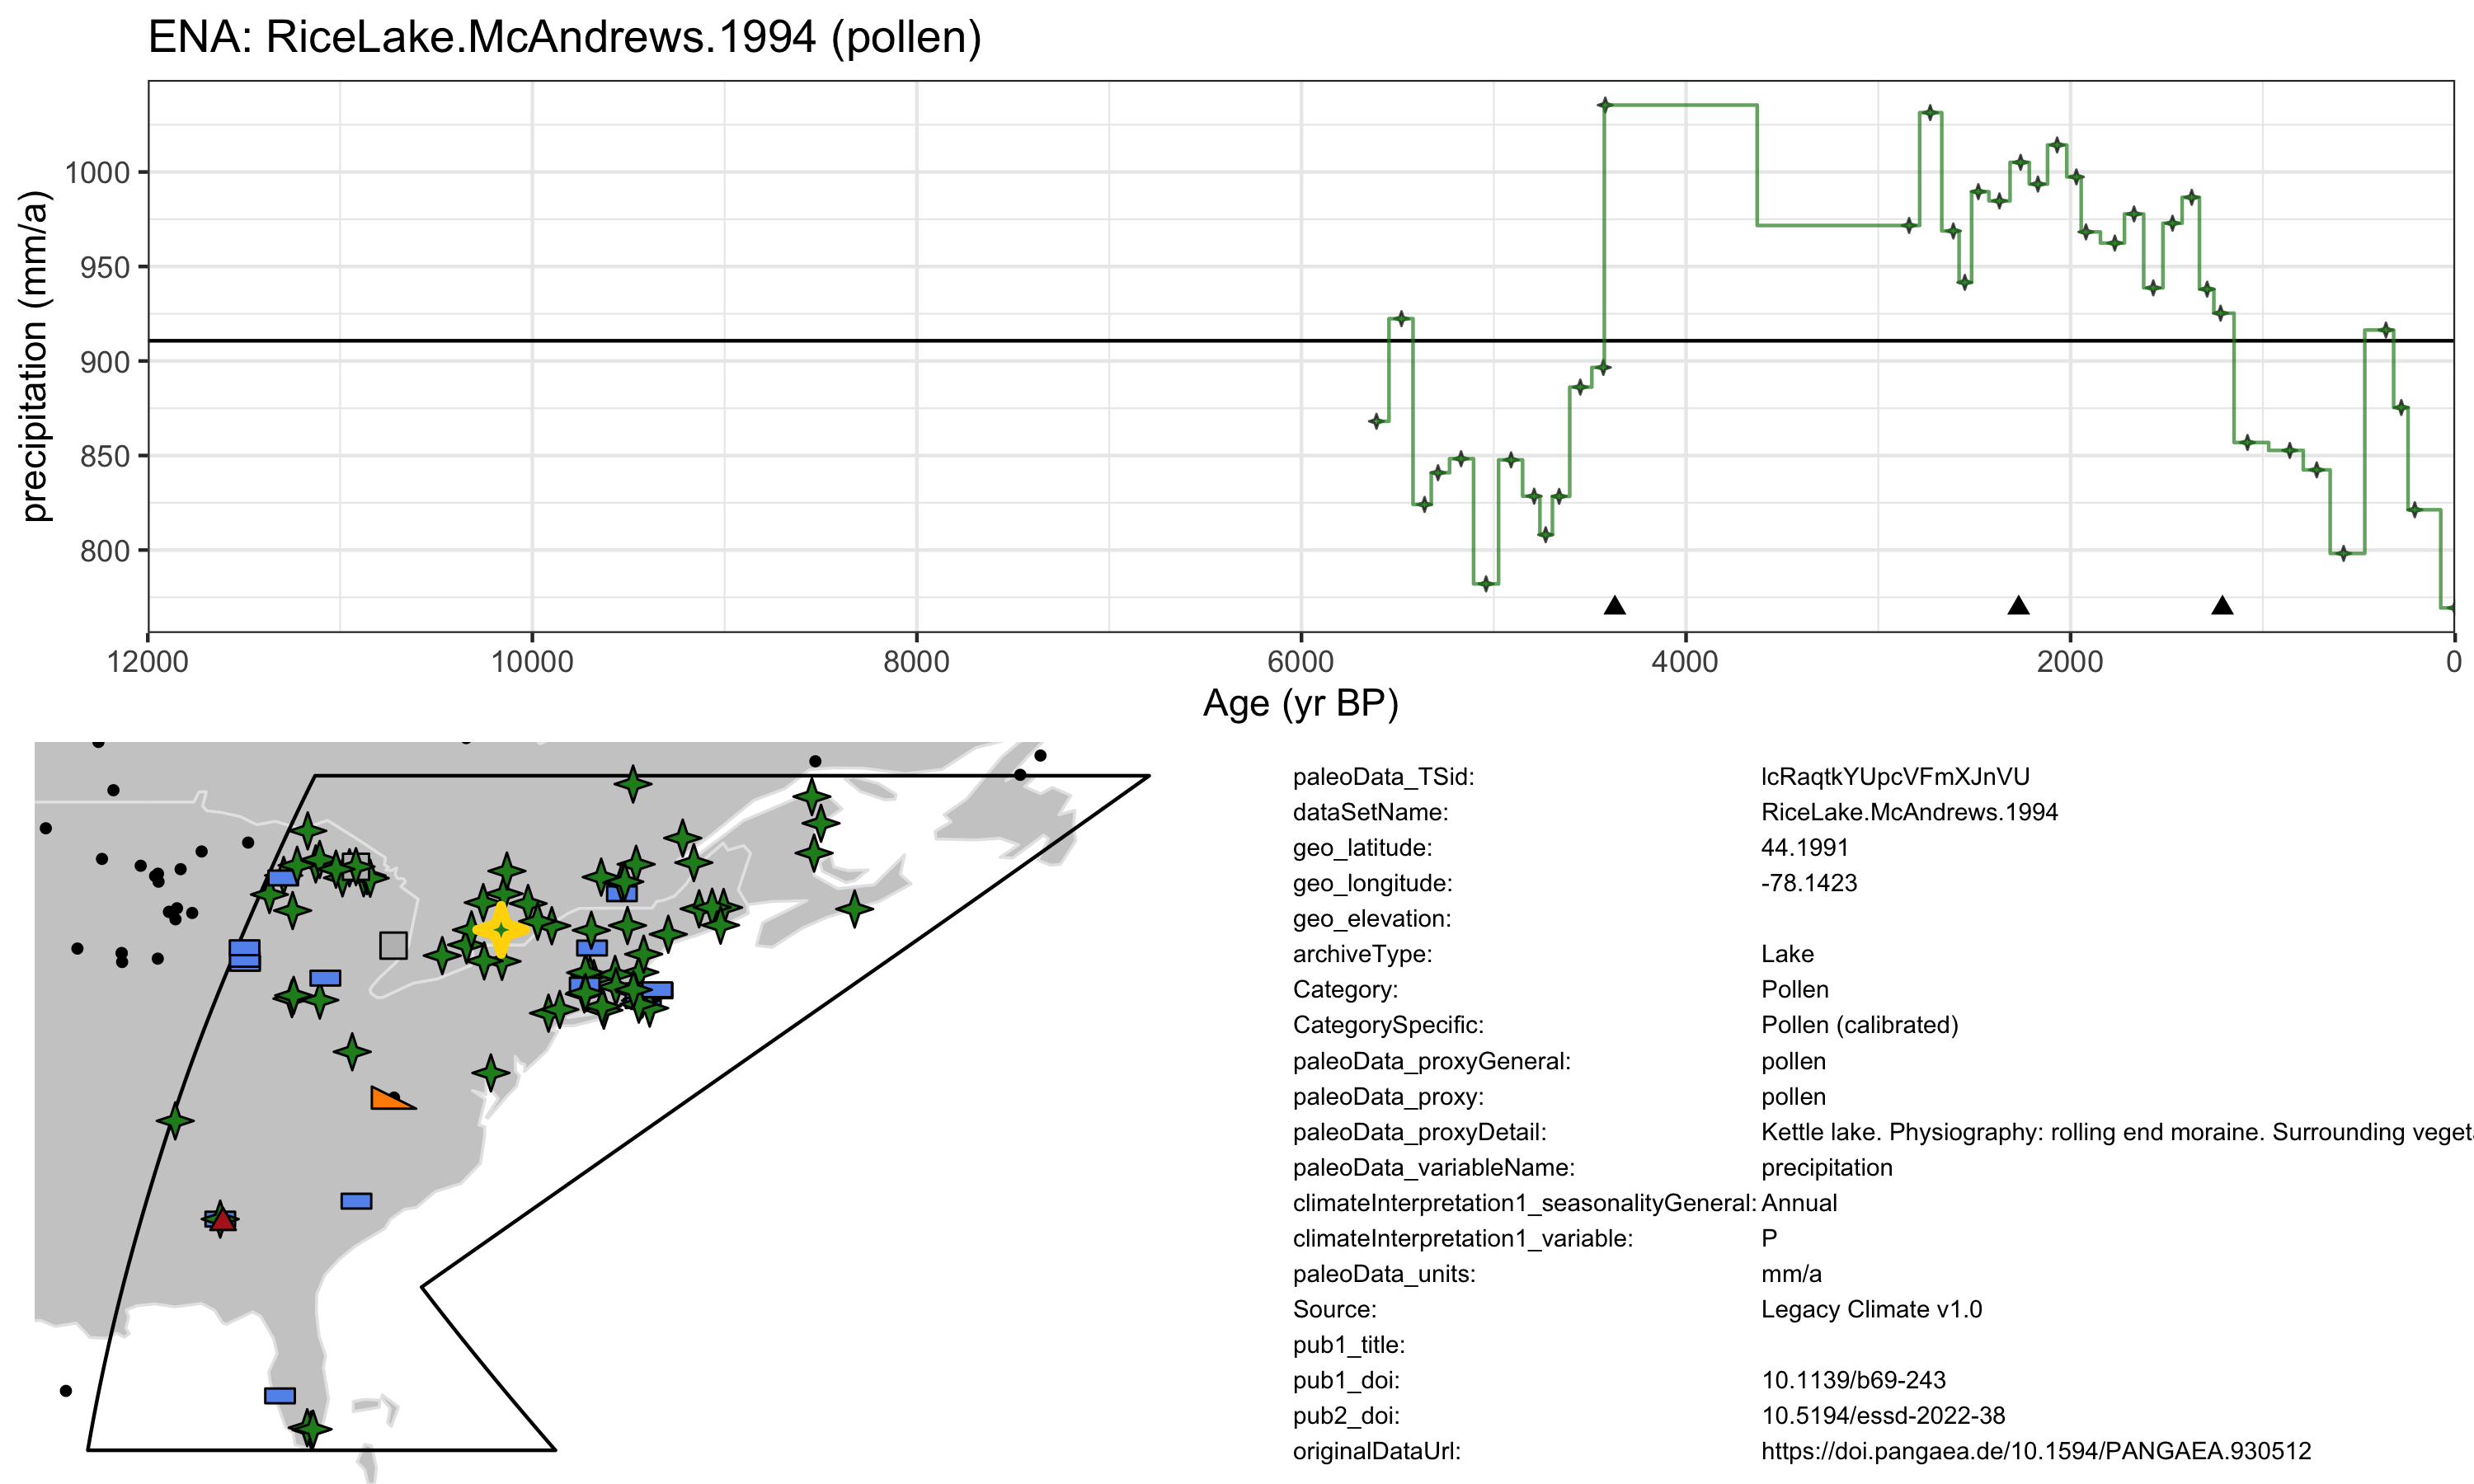 ENA: RiceLake.McAndrews.1994 (pollen)
precipitation (mm/a)
1000
950
900
850
800
12000 10000 8000 6000 4000 2000 0
Age (yr BP)
paleoData_TSid: lcRaqtkYUpcVFmXJnVU
dataSetName: RiceLake.McAndrews.1994
geo_latitude: 44.1991
geo_longitude: -78.1423
geo_elevation:
archiveType: Lake
Category: Pollen
CategorySpecific: Pollen (calibrated)
paleoData_proxyGeneral: pollen
paleoData_proxy: pollen
paleoData_proxyDetail: Kettle lake. Physiography: rolling end moraine. Surrounding veget
paleoData_variableName: precipitation
climateInterpretation1_seasonalityGeneral: Annual
climateInterpretation1_variable: P
paleoData_units: mm/a
Source: Legacy Climate v1.0
pub1_title:
pub1_doi: 10.1139/b69-243
pub2_doi: 10.5194/essd-2022-38
originalDataUrl: https://doi.pangaea.de/10.1594/PANGAEA.930512